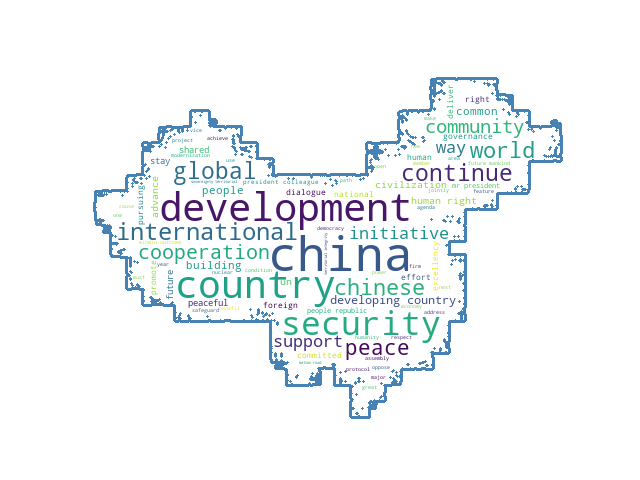 right
deliver
common
community
governance
world
way
continue
human
area
future mankind
mr president
civilization
jointly
feature
human right
national
vice
project
achieve
shared
modernization
use
stay
global
president colleague
path
people
dialogue
pursuing
advance
development
international
democracy
initiative
china
cooperation
building
condition
nuclear
un
country
chinese
effort
firm
excellency
power
future
promote
peaceful
safeguard
foreign
developing country
people republic
address
security
support
humanity
respect
peace
committed
assembly
protocol
oppose
major
great
year